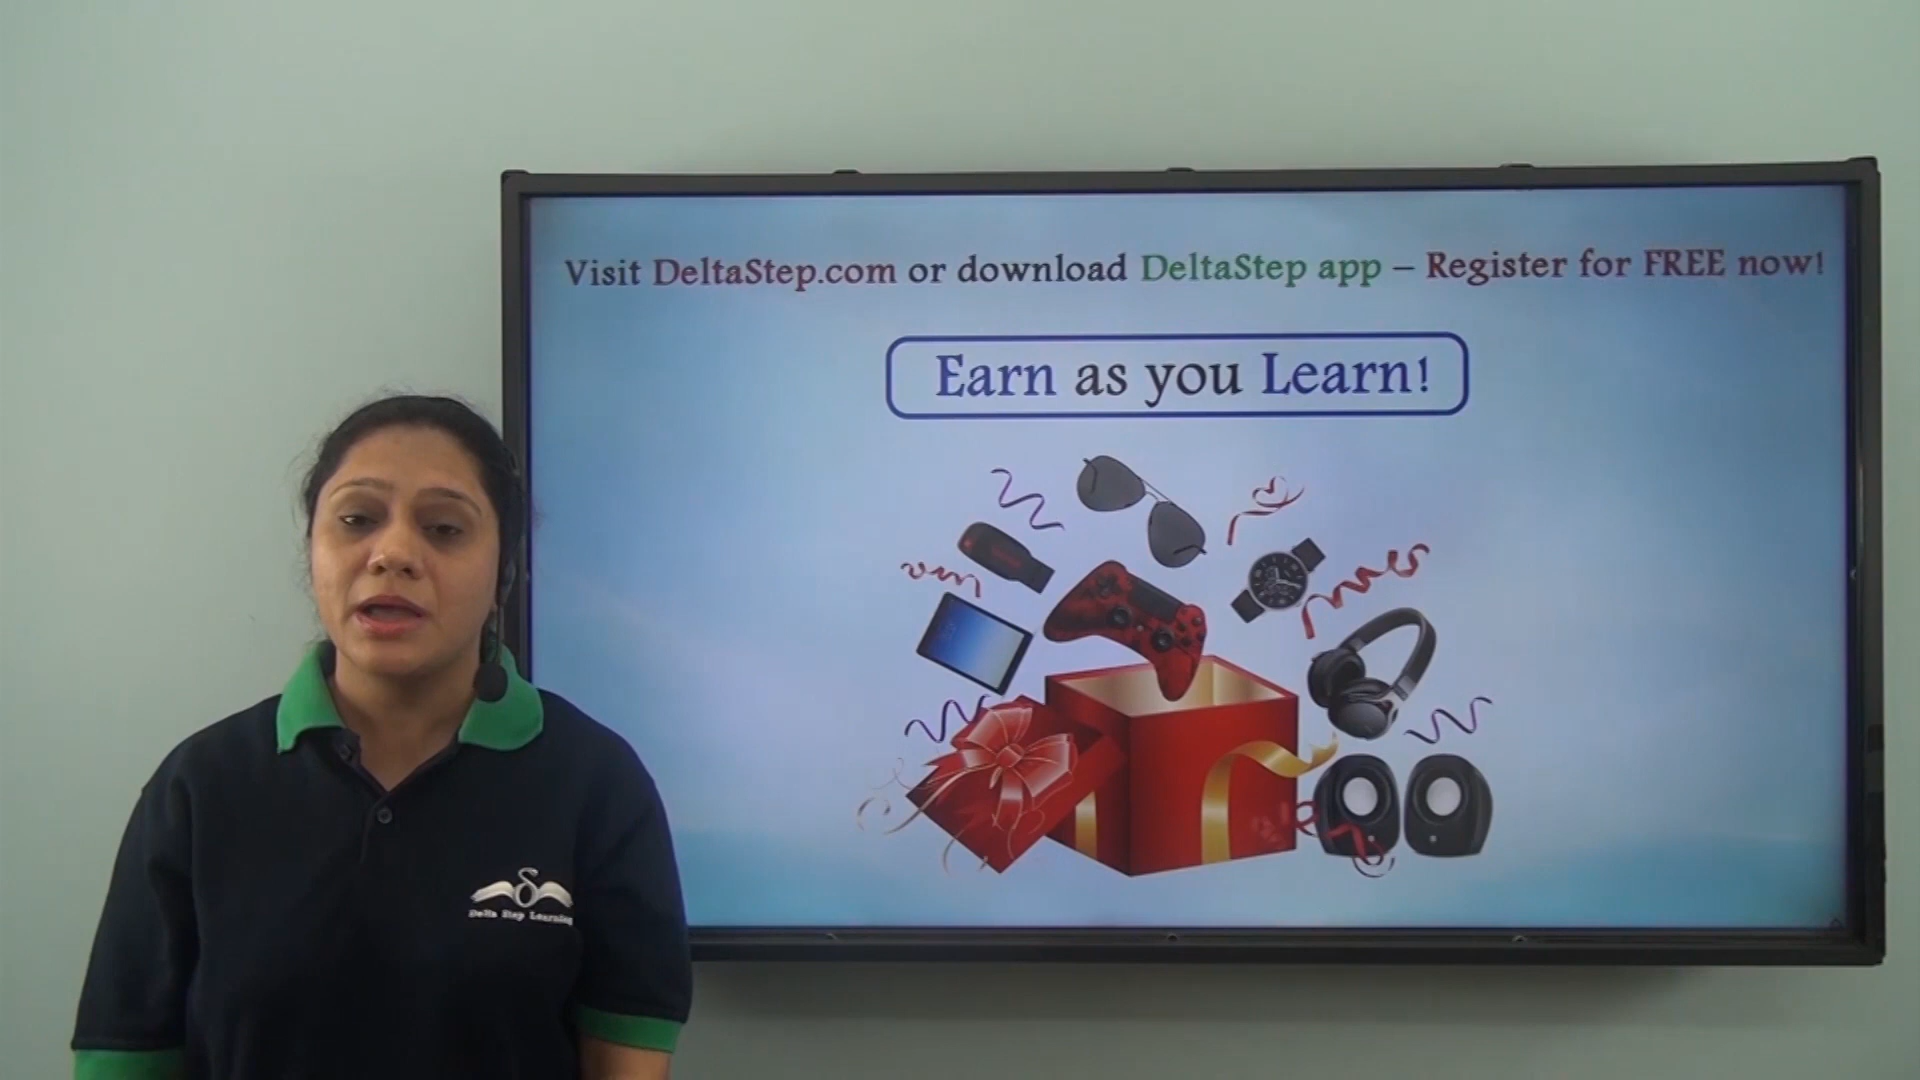 Visit DeltaStep.com or download DeltaStep app – Register for FREE now!
Earn as you Learn!
Delta Step Learning